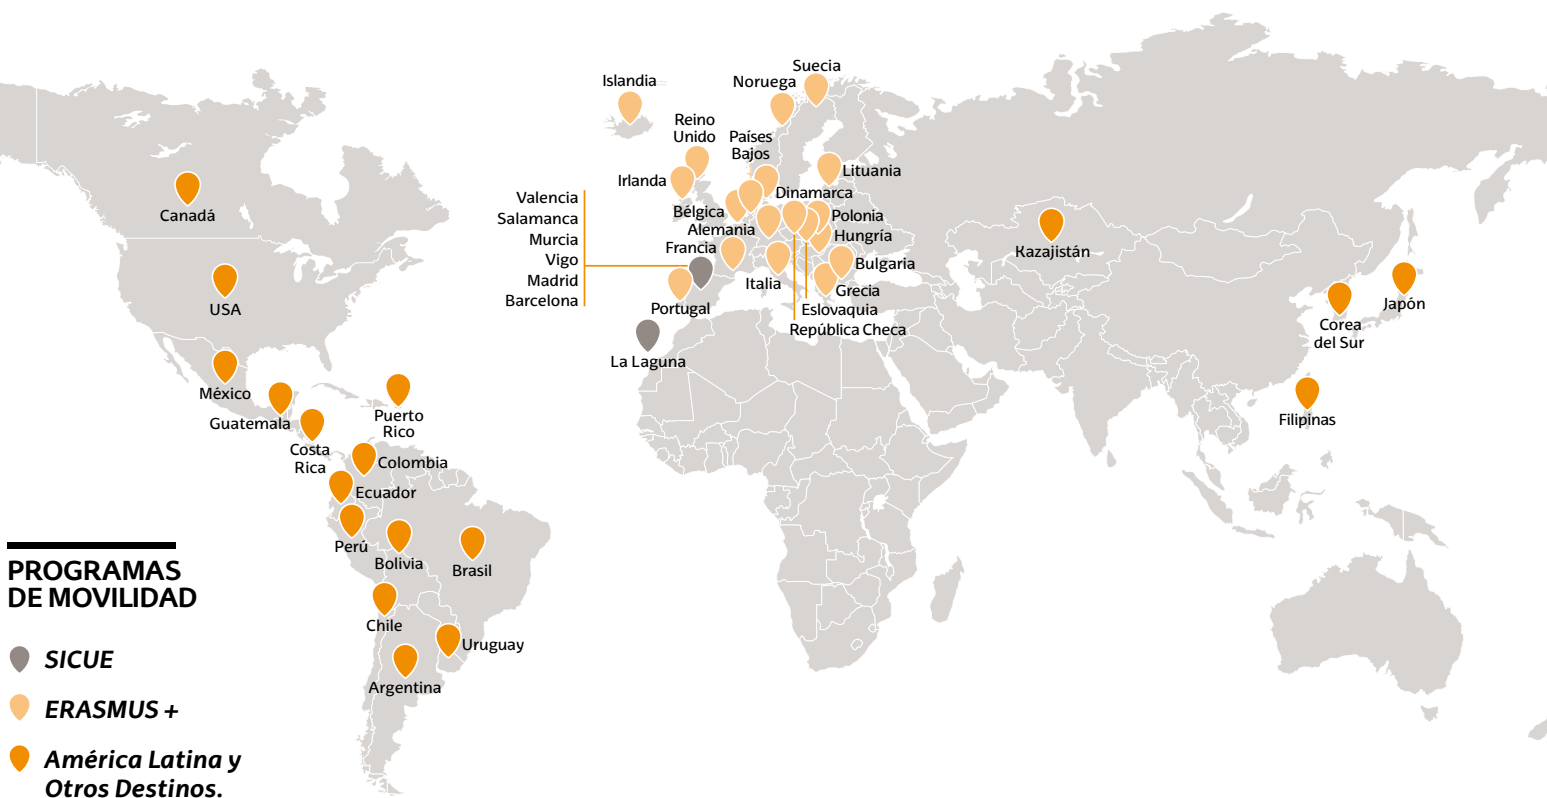 Suecia
Islandia
Noruega
Reino
Unido
Países
Bajos
Irlanda
Lituania
Dinamarca
Valencia
Salamanca
Murcia
Vigo
Madrid
Barcelona
Bélgica
Polonia
Alemania
Hungría
Francia
Bulgaria
Italia
Grecia
Portugal
Eslovaquia
República Checa
La Laguna
Canadá
USA
México
Guatemala
Puerto
Rico
Costa
Rica
Colombia
Ecuador
Perú
Bolivia
Brasil
Chile
Uruguay
Argentina
Kazajistán
Japón
Corea
del Sur
Filipinas
PROGRAMAS
DE MOVILIDAD
SICUE
ERASMUS +
América Latina y
Otros Destinos.